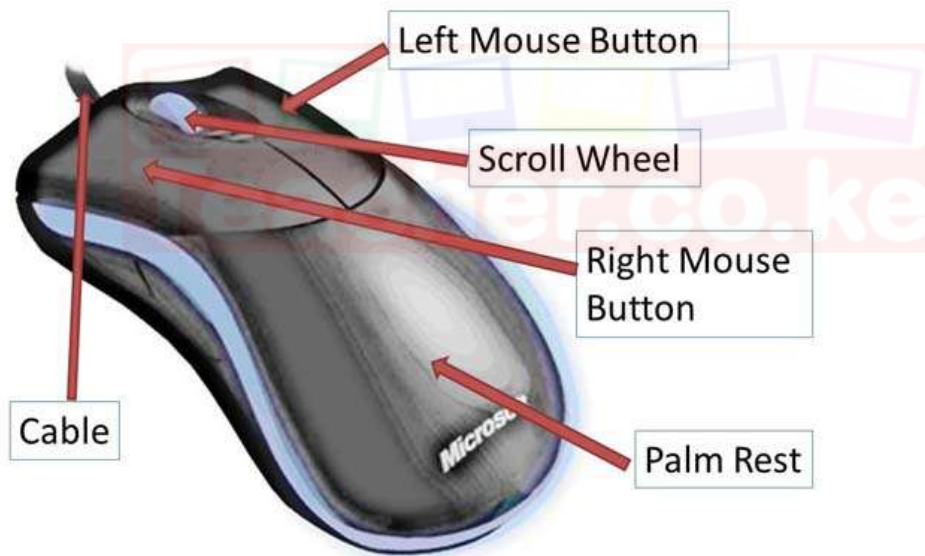 Left Mouse Button
Scroll Wheel
Right Mouse
Button
Cable
Palm Rest